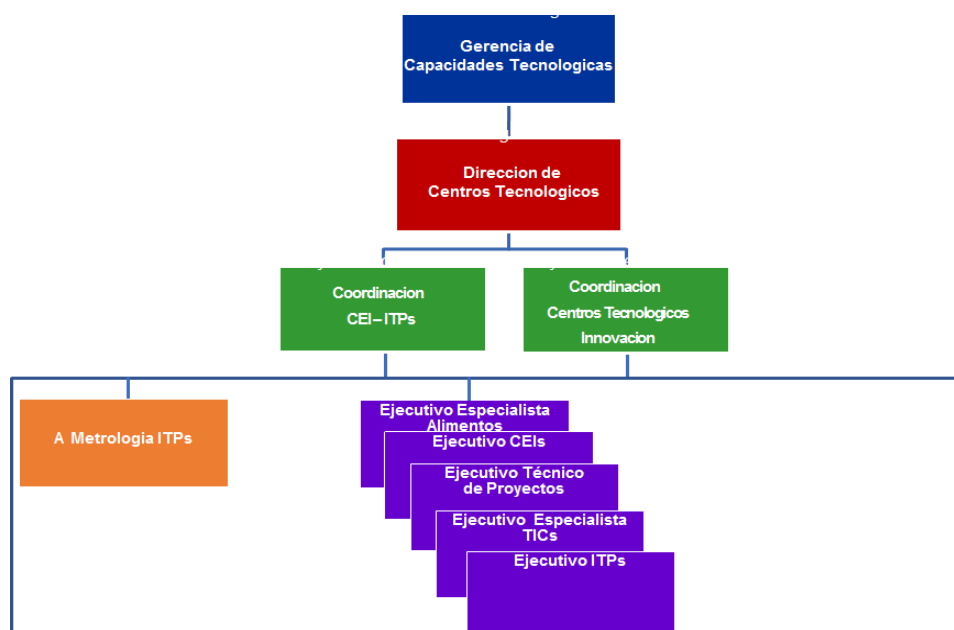 Gerencia de
Capacidades Tecnologicas
Direccion de
Centros Tecnologicos
Coordinacion
CEI – ITPs
Coordinacion
Centros Tecnologicos
Innovacion
A Metrologia ITPs
Ejecutivo Especialista
Alimentos
Ejecutivo CEIs
Ejecutivo Técnico
de Proyectos
Ejecutivo Especialista
TICs
Ejecutivo ITPs